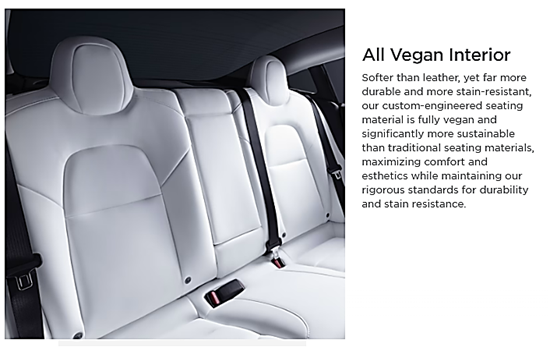 All Vegan Interior
Softer than leather, yet far more
durable and more stain-resistant,
our custom-engineered seating
material is fully vegan and
significantly more sustainable
than traditional seating materials,
maximizing comfort and
esthetics while maintaining our
rigorous standards for durability
and stain resistance.